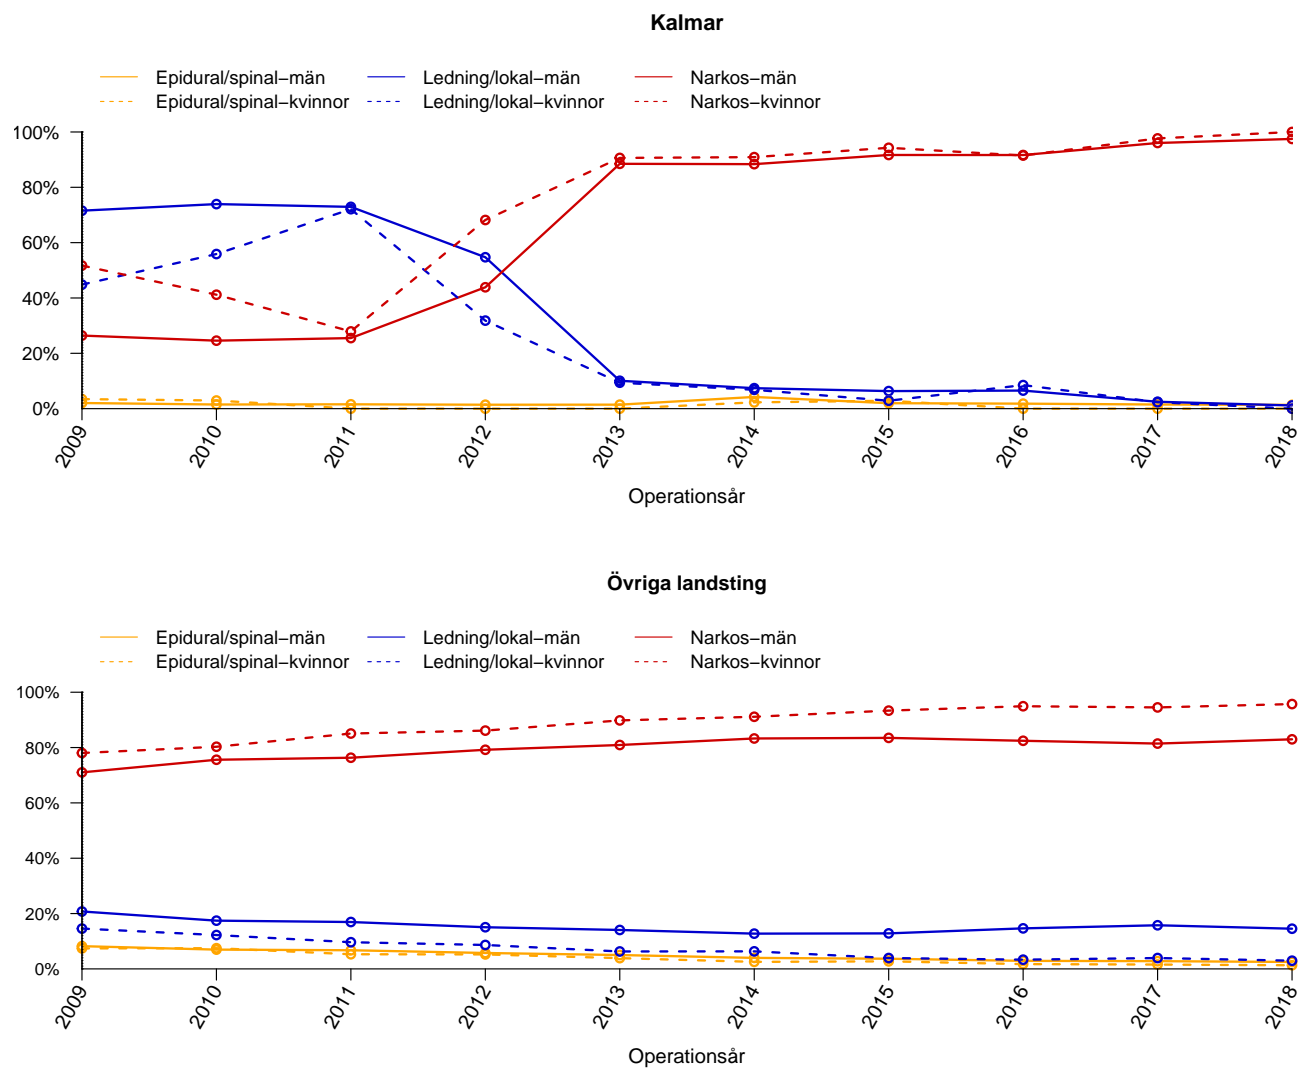 Kalmar
Epidural/spinal−män Ledning/lokal−män Narkos−män
Epidural/spinal−kvinnor Ledning/lokal−kvinnor Narkos−kvinnor
100%
80%
60%
40%
20%
0%
2009 2010 2011 2012 2013 2014 2015 2016 2017 2018
Operationsår
Övriga landsting
Epidural/spinal−män Ledning/lokal−män Narkos−män
Epidural/spinal−kvinnor Ledning/lokal−kvinnor Narkos−kvinnor
100%
80%
60%
40%
20%
0%
2009 2010 2011 2012 2013 2014 2015 2016 2017 2018
Operationsår